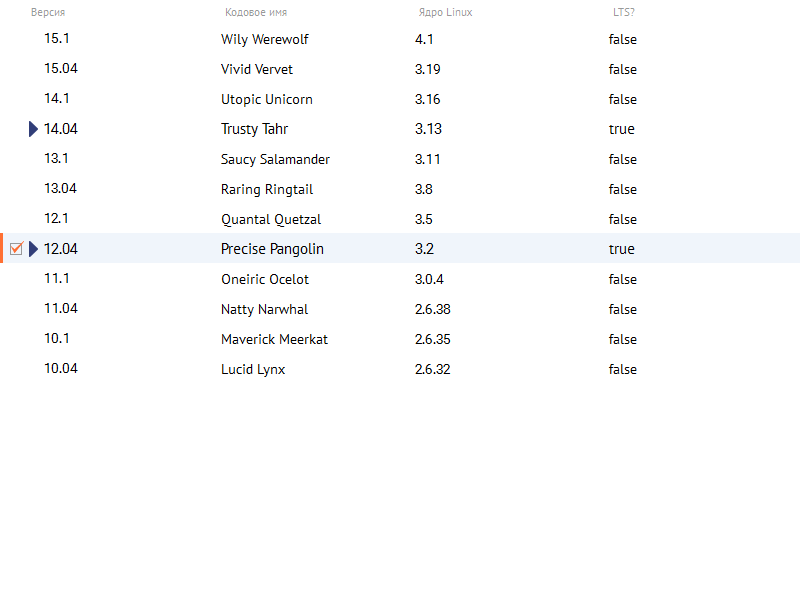 Версия Кодовое имя Ядро Linux LTS?
15.1 Wily Werewolf 4.1 false
15.04 Vivid Vervet 3.19 false
14.1 Utopic Unicorn 3.16 false
14.04 Trusty Tahr 3.13 true
13.1 Saucy Salamander 3.11 false
13.04 Raring Ringtail 3.8 false
12.1 Quantal Quetzal 3.5 false
12.04 Precise Pangolin 3.2 true
11.1 Oneiric Ocelot 3.0.4 false
11.04 Natty Narwhal 2.6.38 false
10.1 Maverick Meerkat 2.6.35 false
10.04 Lucid Lynx 2.6.32 false